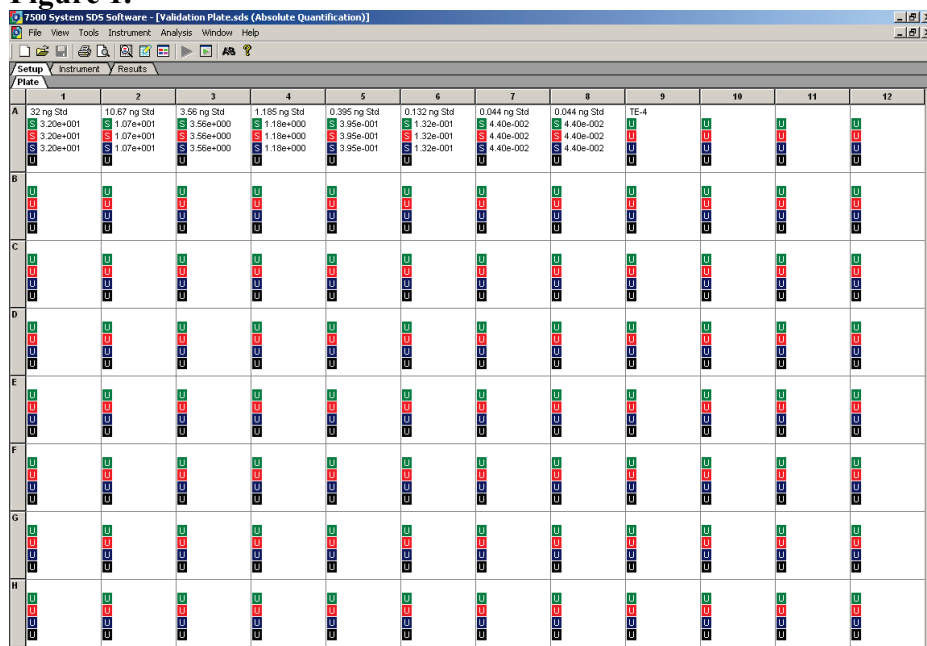 Figure 1.
7500 System SDS Software - [Validation Plate.sds (Absolute Quantification)]
File View Tools Instrument Analysis Window Help
Setup Instrument Results
Plate
1 2 3 4 5 6 7 8 9 10 11 12
A 32 ng Std 10.67 ng Std 3.56 ng Std 1.185 ng Std 0.395 ng Std 0.132 ng Std 0.044 ng Std 0.044 ng Std TE-4
S 3.20e+001 S 1.07e+001 S 3.56e+000 S 1.18e+000 S 3.95e-001 S 1.32e-001 S 4.40e-002 S 4.40e-002 U U U U
S 3.20e+001 S 1.07e+001 S 3.56e+000 S 1.18e+000 S 3.95e-001 S 1.32e-001 S 4.40e-002 S 4.40e-002 U U U U
S 3.20e+001 S 1.07e+001 S 3.56e+000 S 1.18e+000 S 3.95e-001 S 1.32e-001 S 4.40e-002 S 4.40e-002 U U U U
U U U U U U U U U U U U
B
U U U U U U U U U U U U
U U U U U U U U U U U U
U U U U U U U U U U U U
U U U U U U U U U U U U
C
U U U U U U U U U U U U
U U U U U U U U U U U U
U U U U U U U U U U U U
U U U U U U U U U U U U
D
U U U U U U U U U U U U
U U U U U U U U U U U U
U U U U U U U U U U U U
U U U U U U U U U U U U
E
U U U U U U U U U U U U
U U U U U U U U U U U U
U U U U U U U U U U U U
U U U U U U U U U U U U
F
U U U U U U U U U U U U
U U U U U U U U U U U U
U U U U U U U U U U U U
U U U U U U U U U U U U
G
U U U U U U U U U U U U
U U U U U U U U U U U U
U U U U U U U U U U U U
U U U U U U U U U U U U
H
U U U U U U U U U U U U
U U U U U U U U U U U U
U U U U U U U U U U U U
U U U U U U U U U U U U